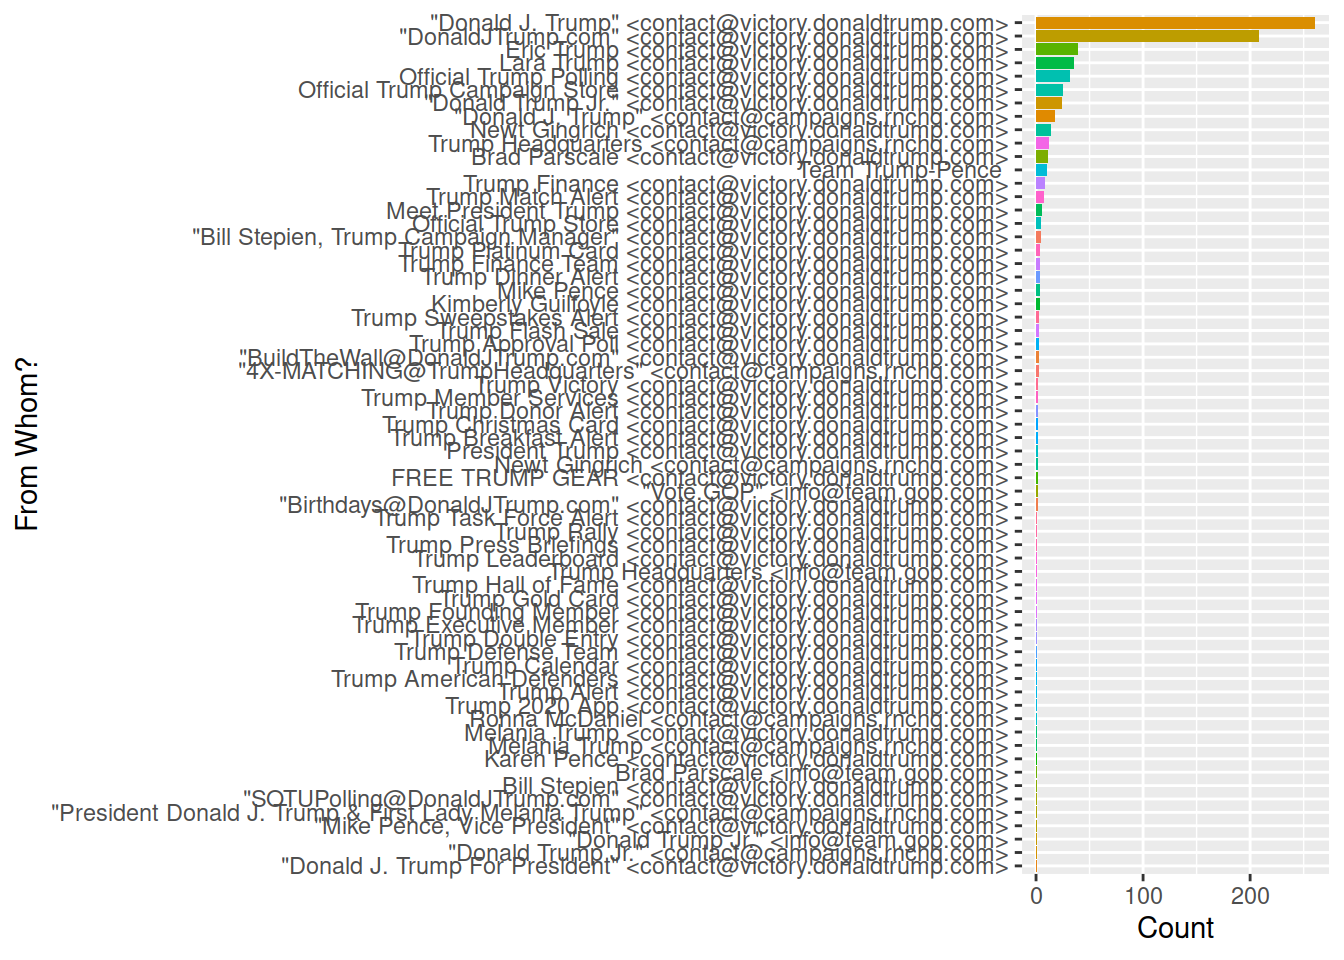 "Donald J. Trump" <contact@victory.donaldtrump.com>
"DonaldJTrump.com" <contact@victory.donaldtrump.com>
Eric Trump <contact@victory.donaldtrump.com>
Lara Trump <contact@victory.donaldtrump.com>
Official Trump Polling <contact@victory.donaldtrump.com>
Official Trump Campaign Store <contact@victory.donaldtrump.com>
"Donald Trump Jr." <contact@victory.donaldtrump.com>
"Donald J. Trump" <contact@campaigns.rnchq.com>
Newt Gingrich <contact@victory.donaldtrump.com>
Trump Headquarters <contact@campaigns.rnchq.com>
Brad Parscale <contact@victory.donaldtrump.com>
Team Trump-Pence
Trump Finance <contact@victory.donaldtrump.com>
Trump Match Alert <contact@victory.donaldtrump.com>
Meet President Trump <contact@victory.donaldtrump.com>
Official Trump Store <contact@victory.donaldtrump.com>
"Bill Stepien, Trump Campaign Manager" <contact@victory.donaldtrump.com>
Trump Platinum Card <contact@victory.donaldtrump.com>
Trump Finance Team <contact@victory.donaldtrump.com>
Trump Dinner Alert <contact@victory.donaldtrump.com>
Mike Pence <contact@victory.donaldtrump.com>
Kimberly Guilfoyle <contact@victory.donaldtrump.com>
Trump Sweepstakes Alert <contact@victory.donaldtrump.com>
Trump Flash Sale <contact@victory.donaldtrump.com>
Trump Approval Poll <contact@victory.donaldtrump.com>
"BuildTheWall@DonaldJTrump.com" <contact@victory.donaldtrump.com>
"4X-MATCHING@TrumpHeadquarters" <contact@campaigns.rnchq.com>
Trump Victory <contact@victory.donaldtrump.com>
Trump Member Services <contact@victory.donaldtrump.com>
Trump Donor Alert <contact@victory.donaldtrump.com>
Trump Christmas Card <contact@victory.donaldtrump.com>
Trump Breakfast Alert <contact@victory.donaldtrump.com>
President Trump <contact@victory.donaldtrump.com>
Newt Gingrich <contact@campaigns.rnchq.com>
FREE TRUMP GEAR <contact@victory.donaldtrump.com>
"Vote GOP" <info@team.gop.com>
"Birthdays@DonaldJTrump.com" <contact@victory.donaldtrump.com>
Trump Task Force Alert <contact@victory.donaldtrump.com>
Trump Rally <contact@victory.donaldtrump.com>
Trump Press Briefings <contact@victory.donaldtrump.com>
Trump Leaderboard <contact@victory.donaldtrump.com>
Trump Headquarters <info@team.gop.com>
Trump Hall of Fame <contact@victory.donaldtrump.com>
Trump Gold Card <contact@victory.donaldtrump.com>
Trump Founding Member <contact@victory.donaldtrump.com>
Trump Executive Member <contact@victory.donaldtrump.com>
Trump Double Entry <contact@victory.donaldtrump.com>
Trump Defense Team <contact@victory.donaldtrump.com>
Trump Calendar <contact@victory.donaldtrump.com>
Trump American Defenders <contact@victory.donaldtrump.com>
Trump Alert <contact@victory.donaldtrump.com>
Trump 2020 App <contact@victory.donaldtrump.com>
Ronna McDaniel <contact@campaigns.rnchq.com>
Melania Trump <contact@victory.donaldtrump.com>
Melania Trump <contact@campaigns.rnchq.com>
Karen Pence <contact@victory.donaldtrump.com>
Brad Parscale <info@team.gop.com>
Bill Stepien <contact@victory.donaldtrump.com>
"SOTUPolling@DonaldJTrump.com" <contact@victory.donaldtrump.com>
"President Donald J. Trump & First Lady Melania Trump" <contact@campaigns.rnchq.com>
"Mike Pence, Vice President" <contact@victory.donaldtrump.com>
"Donald Trump Jr." <info@team.gop.com>
"Donald Trump Jr." <contact@campaigns.rnchq.com>
"Donald J. Trump For President" <contact@victory.donaldtrump.com>
From Whom?
0 100 200
Count